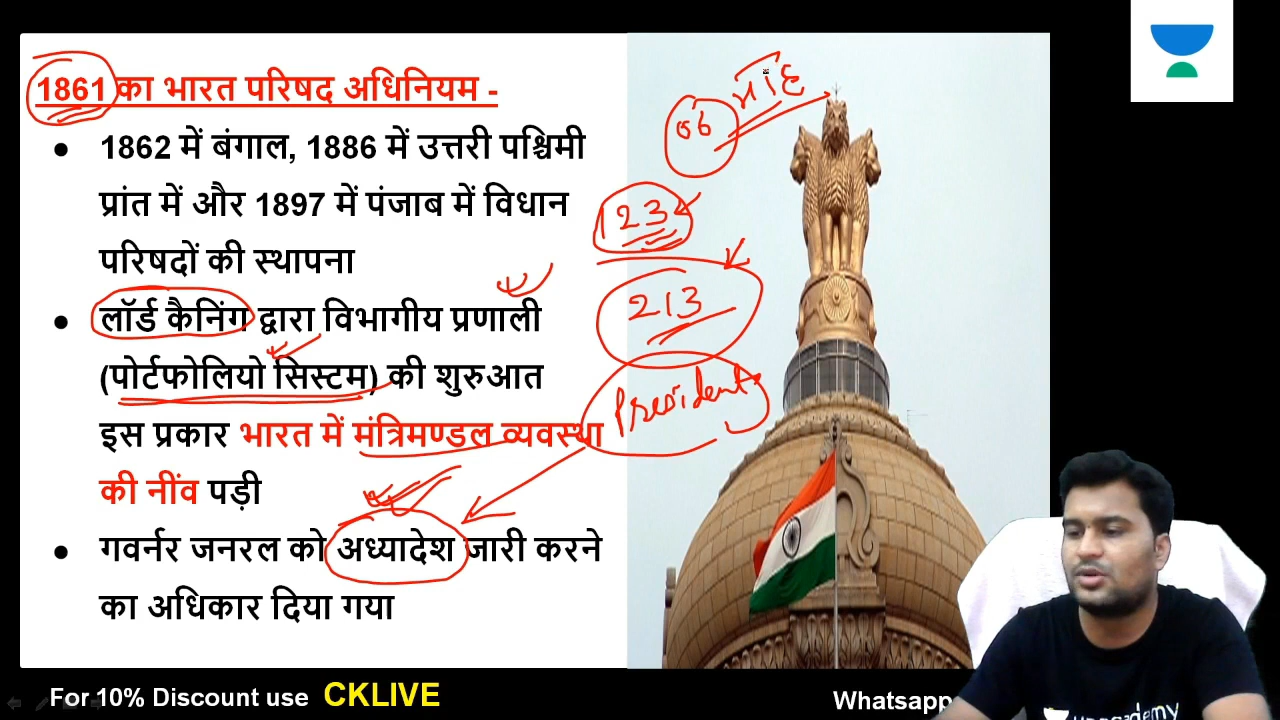 1861 का भारत परिषद अधिनियम -
• 1862 में बंगाल, 1886 में उत्तरी पश्चिमी
प्रांत में और 1897 में पंजाब में विधान
परिषदों की स्थापना
• लॉर्ड कैनिंग द्वारा विभागीय प्रणाली
(पोर्टफोलियो सिस्टम) की शुरुआत
इस प्रकार भारत में मंत्रिमण्डल व्यवस्था
की नींव पड़ी
• गवर्नर जनरल को अध्यादेश जारी करने
का अधिकार दिया गया
06 माह
123
213
President
For 10% Discount use CKLIVE
Whatsapp